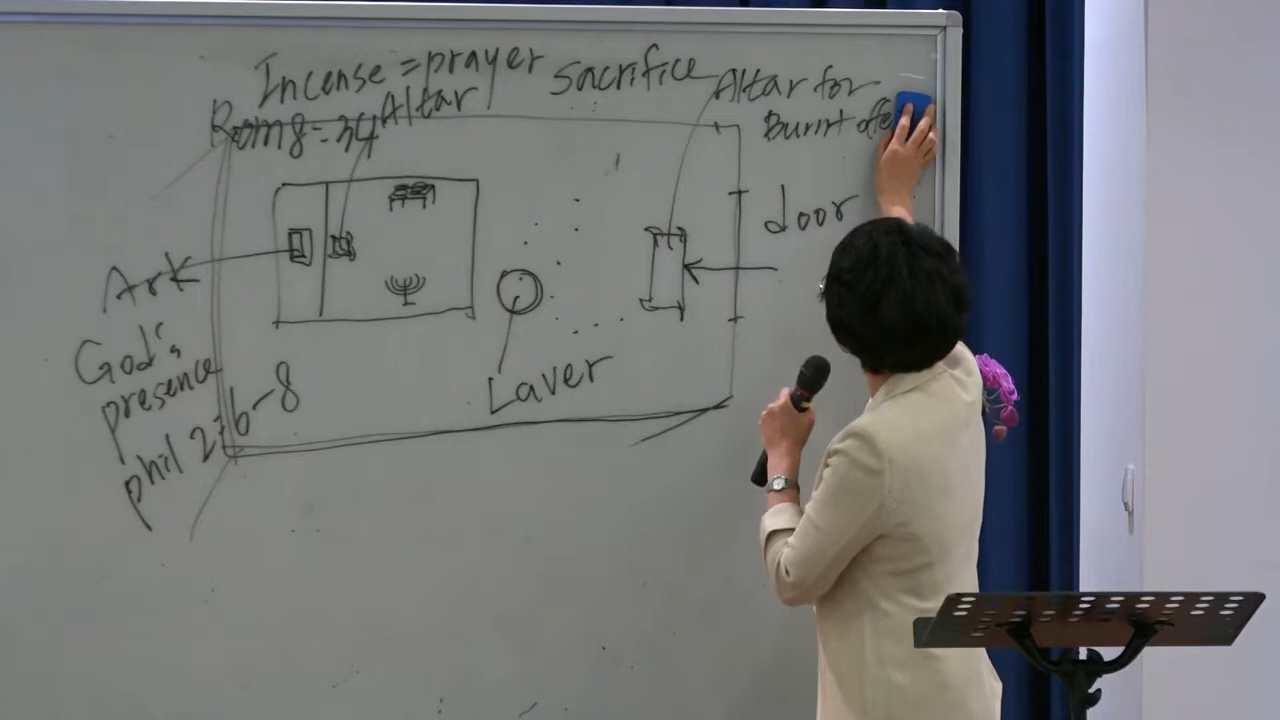 Incense = prayer
Altar
Sacrifice
Altar for
Burnt offe
Room 8:34
door
Ark
God's
presence
phil 2:6-8
Laver